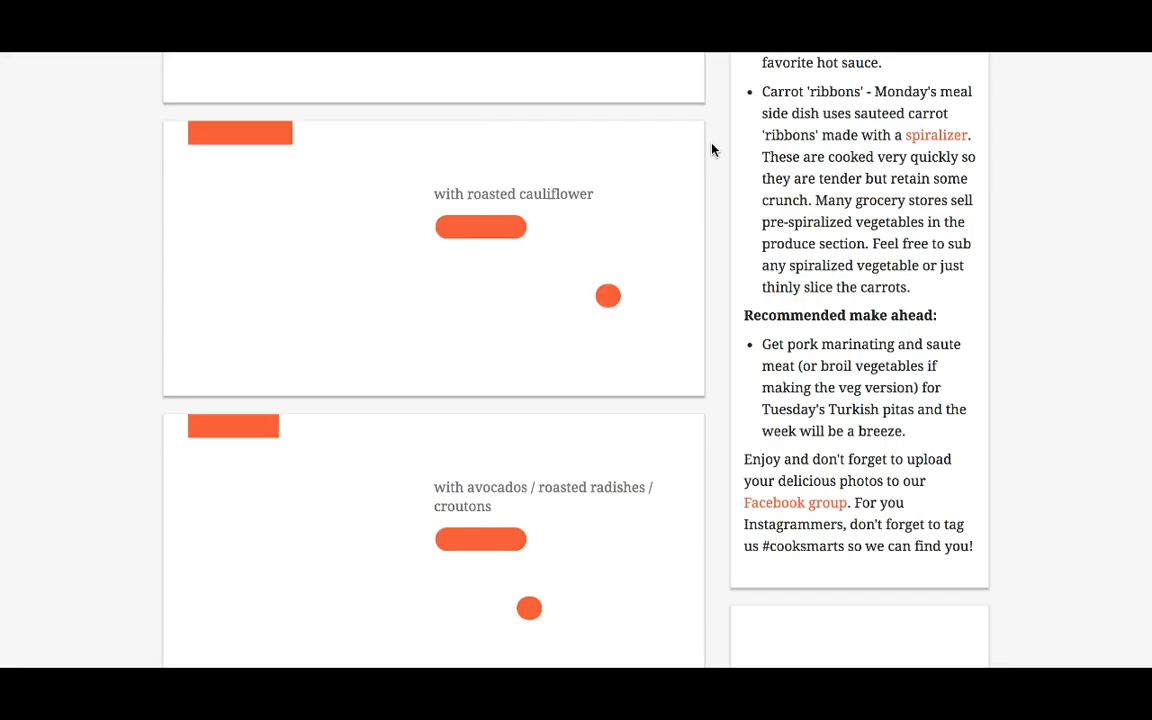 with roasted cauliflower
with avocados / roasted radishes /
croutons
favorite hot sauce.
• Carrot 'ribbons' - Monday's meal
side dish uses sauteed carrot
'ribbons' made with a spiralizer.
These are cooked very quickly so
they are tender but retain some
crunch. Many grocery stores sell
pre-spiralized vegetables in the
produce section. Feel free to sub
any spiralized vegetable or just
thinly slice the carrots.
Recommended make ahead:
• Get pork marinating and saute
meat (or broil vegetables if
making the veg version) for
Tuesday's Turkish pitas and the
week will be a breeze.
Enjoy and don't forget to upload
your delicious photos to our
Facebook group. For you
Instagrammers, don't forget to tag
us #cooksmarts so we can find you!